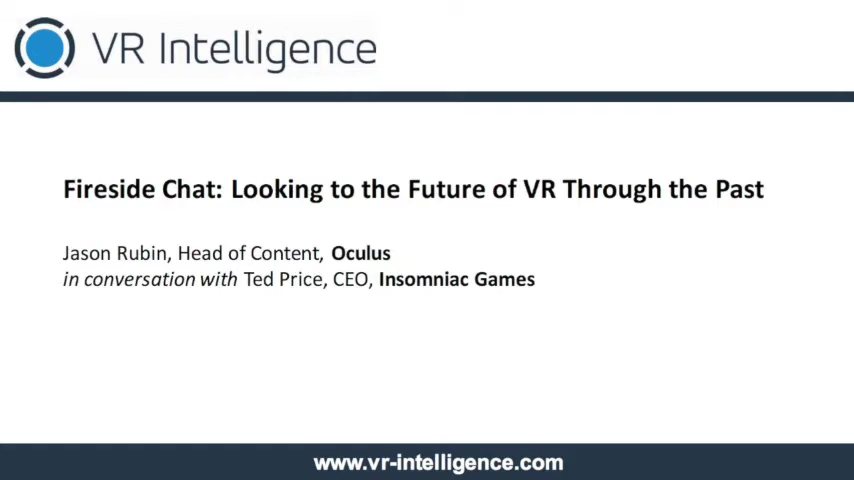 VR Intelligence
Fireside Chat: Looking to the Future of VR Through the Past
Jason Rubin, Head of Content, Oculus
in conversation with Ted Price, CEO, Insomniac Games
www.vr-intelligence.com